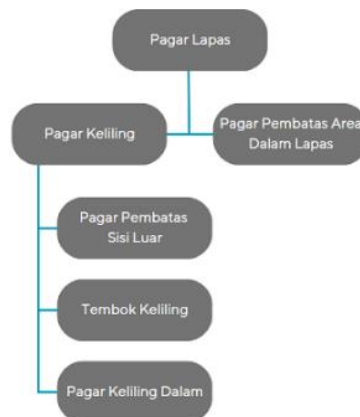 Pagar Lapas
Pagar Keliling
Pagar Pembatas Area
Dalam Lapas
Pagar Pembatas
Sisi Luar
Tembok Keliling
Pagar Keliling Dalam